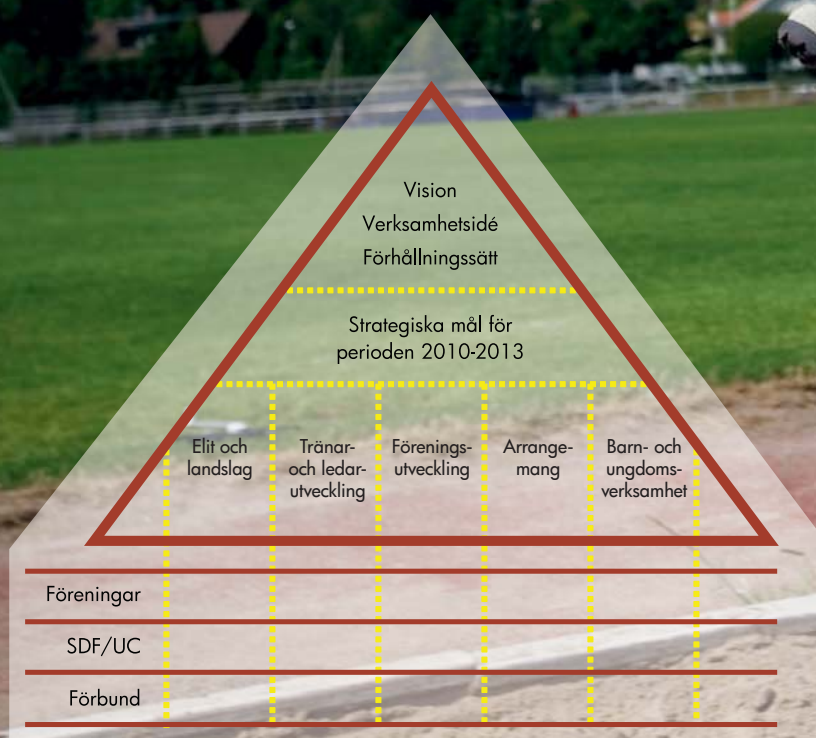 Vision
Verksamhetsidé
Förhållningssätt
Strategiska mål för
perioden 2010-2013
Elit och
landslag
Tränar-
och ledar-
utveckling
Förenings-
utveckling
Arrange-
mang
Barn- och
ungdoms-
verksamhet
Föreningar
SDF/UC
Förbund